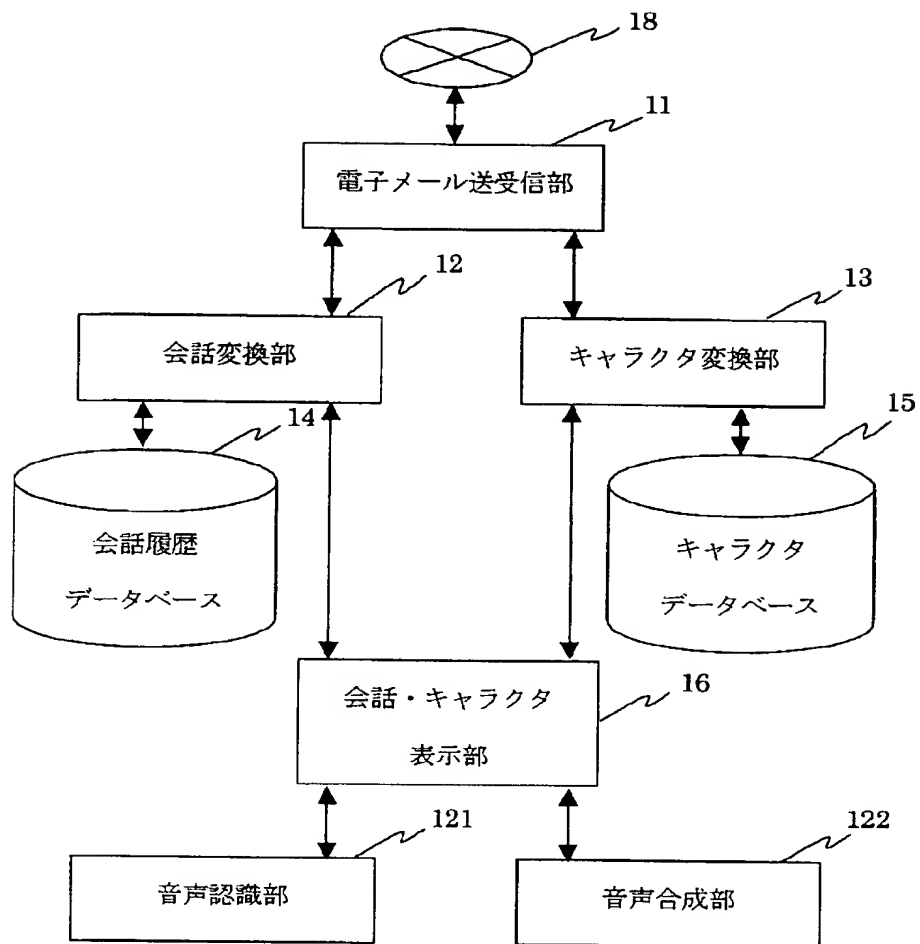 18
11
電子メール送受信部
12
13
会話変換部
キャラクタ変換部
14
15
会話履歴
データベース
キャラクタ
データベース
16
会話・キャラクタ
表示部
121
122
音声認識部
音声合成部